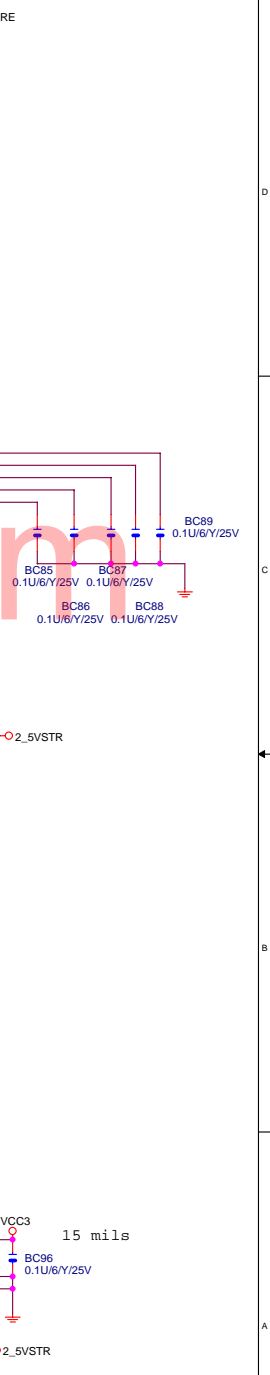 RE
D
BC89
0.1U/6/Y/25V
m
C
BC85 BC87
0.1U/6/Y/25V 0.1U/6/Y/25V
BC86 BC88
0.1U/6/Y/25V 0.1U/6/Y/25V
2_5VSTR
B
VCC3
15 mils
BC96
0.1U/6/Y/25V
A
2_5VSTR